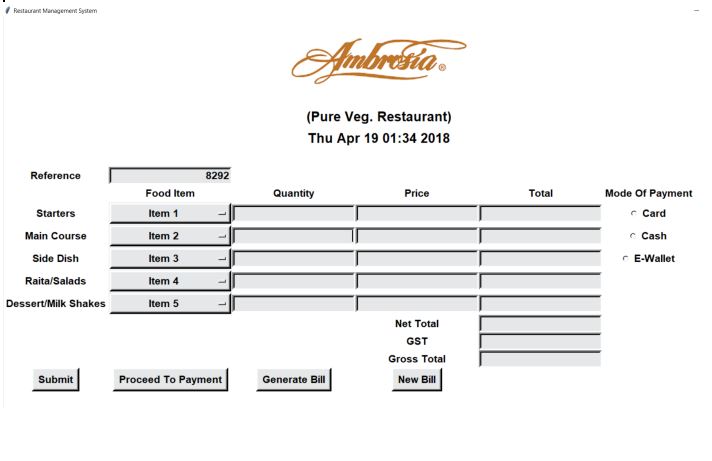 Restaurant Management System
Ambrosia ®
(Pure Veg. Restaurant)
Thu Apr 19 01:34 2018
Reference 8292
Food Item Quantity Price Total Mode Of Payment
Starters Item 1 Card
Main Course Item 2 Cash
Side Dish Item 3 E-Wallet
Raita/Salads Item 4
Dessert/Milk Shakes Item 5
Net Total
GST
Gross Total
Submit Proceed To Payment Generate Bill New Bill